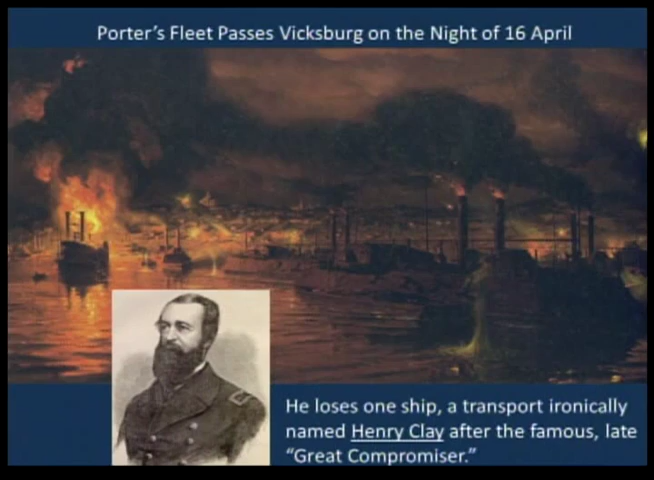 Porter’s Fleet Passes Vicksburg on the Night of 16 April
He loses one ship, a transport ironically
named Henry Clay after the famous, late
“Great Compromiser.”